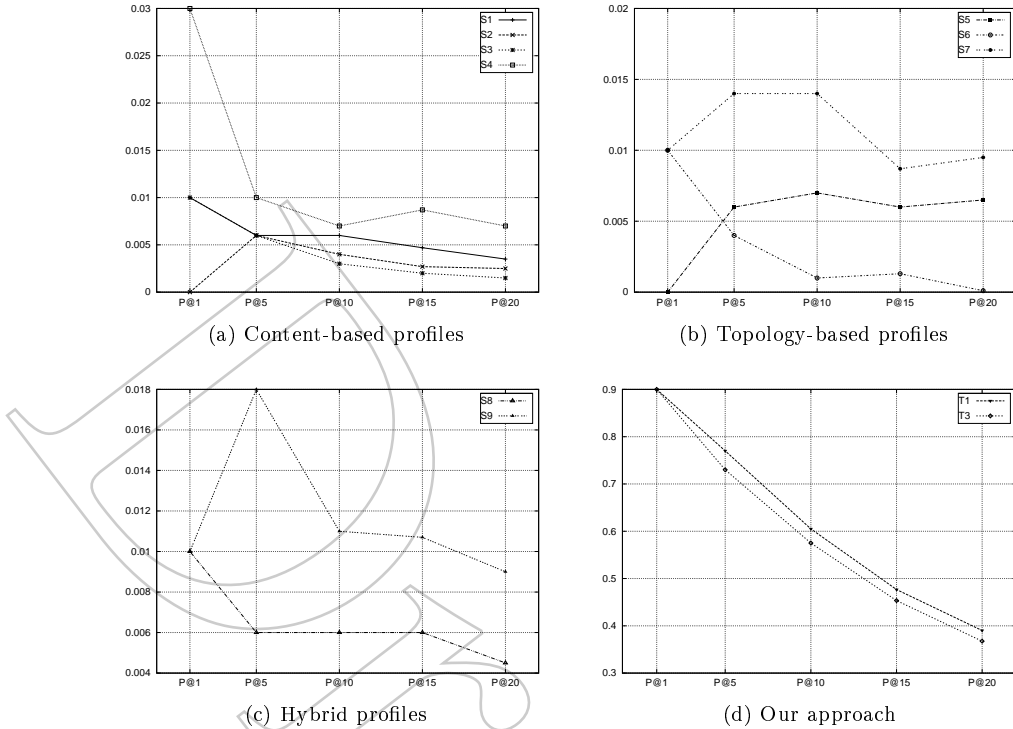 0.03
0.025
0.02
0.015
0.01
0.005
0
S1
S2
S3
S4
P@1 P@5 P@10 P@15 P@20
(a) Content-based profiles
0.02
0.015
0.01
0.005
0
S5
S6
S7
P@1 P@5 P@10 P@15 P@20
(b) Topology-based profiles
0.018
0.016
0.014
0.012
0.01
0.008
0.006
0.004
S8
S9
P@1 P@5 P@10 P@15 P@20
(c) Hybrid profiles
0.9
0.8
0.7
0.6
0.5
0.4
0.3
T1
T3
P@1 P@5 P@10 P@15 P@20
(d) Our approach